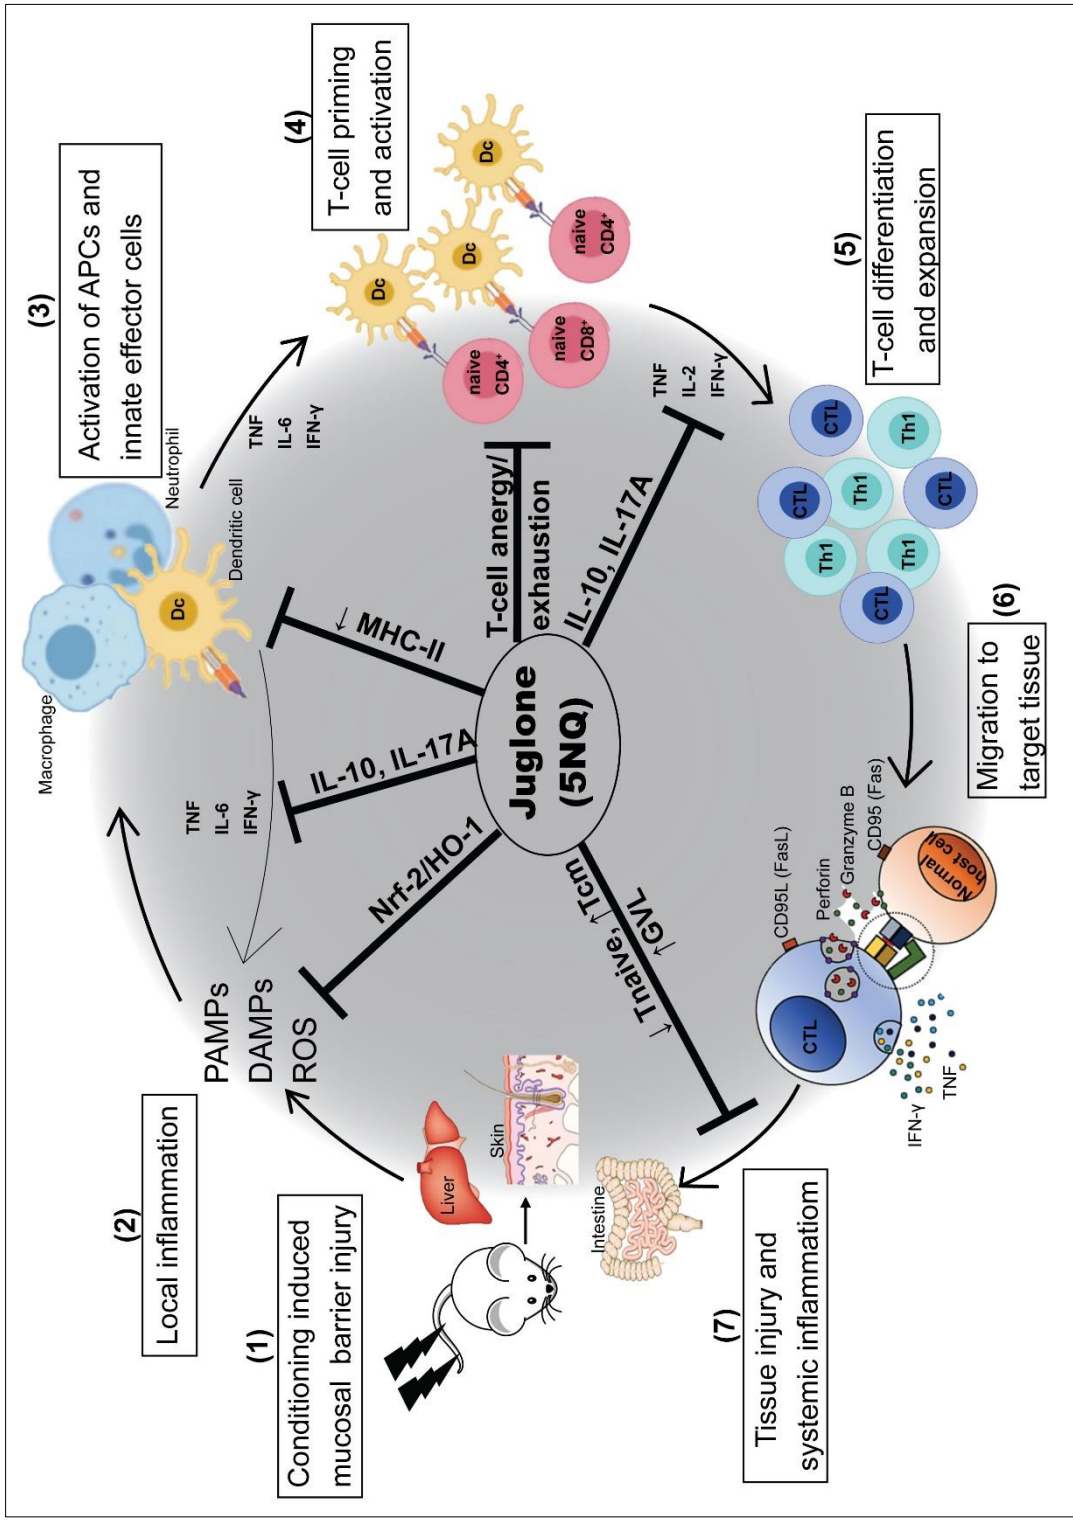 (1)
Conditioning induced
mucosal barrier injury
Liver
Skin
Intestine
(2)
Local inflammation
PAMPs
DAMPs
ROS
TNF
IL-6
IFN-γ
(3)
Activation of APCs and
innate effector cells
Macrophage
Neutrophil
Dendritic cell
Dc
TNF
IL-6
IFN-γ
(4)
T-cell priming
and activation
Dc
Dc
Dc
naive
CD4⁺
naive
CD8⁺
naive
CD4⁺
TNF
IL-2
IFN-γ
(5)
T-cell differentiation
and expansion
CTL
CTL
CTL
CTL
Th1
Th1
Th1
Th1
(6)
Migration to
target tissue
CD95L (FasL)
Perforin
Granzyme B
CD95 (Fas)
CTL
Normal
host cell
IFN-γ
TNF
(7)
Tissue injury and
systemic inflammation
Juglone
(5NQ)
Nrf-2/HO-1
IL-10, IL-17A
↓ MHC-II
T-cell anergy/
exhaustion
IL-10, IL-17A
↓Tnaive,↑Tcm
↑GVL